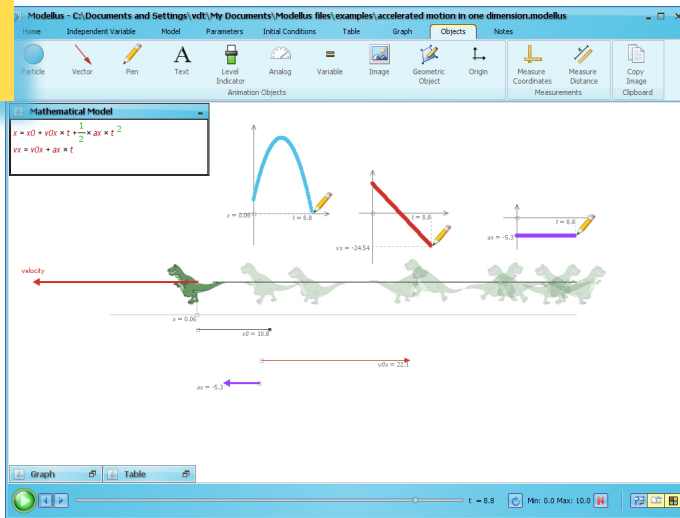 Modellus - C:\Documents and Settings\vdt\My Documents\Modellus files\examples\accelerated motion in one dimension.modellus
Home Independent Variable Model Parameters Initial Conditions Table Graph Objects Notes
Particle Vector Pen Text Level Indicator Analog Variable Image Geometric Object Origin Measure Coordinates Measure Distance Copy Image
Animation Objects Measurements Clipboard
Mathematical Model
x = x0 + v0x × t + 1/2 × ax × t 2
vx = v0x + ax × t
x = 0.06
t = 8.8
t = 8.8
vx = -24.54
t = 8.8
ax = -5.3
velocity
x = 0.06
x0 = 10.8
v0x = 22.1
ax = -5.3
Graph Table
t = 8.8 Min: 0.0 Max: 10.0